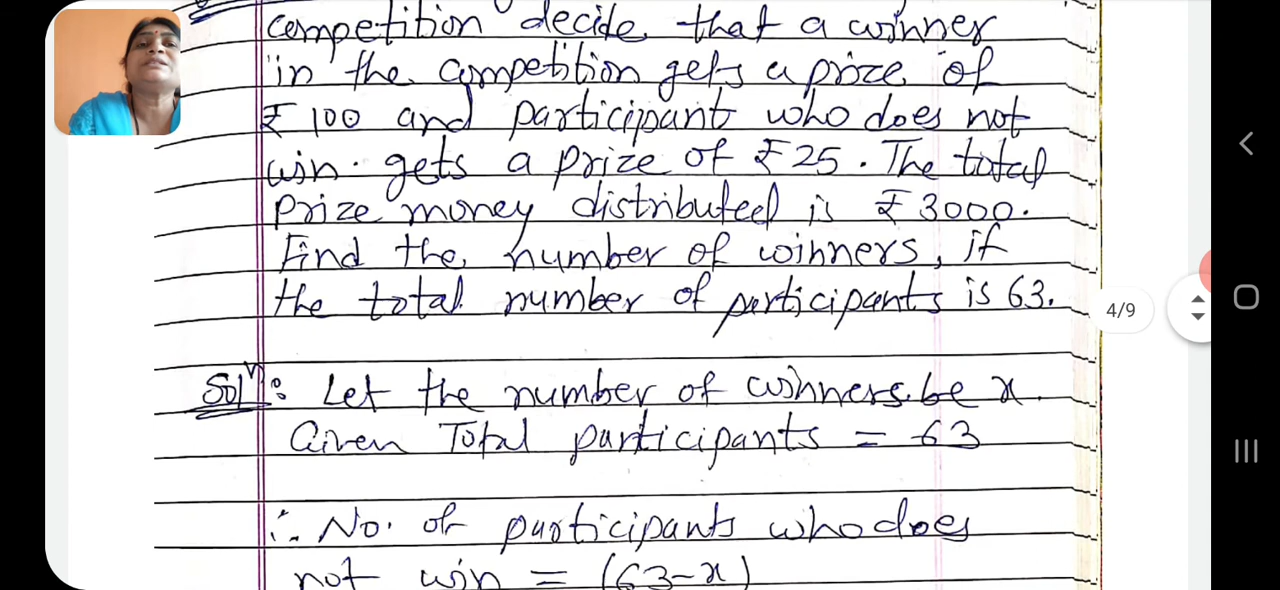 competition decide that a winner
in the competition gets a prize of
₹ 100 and participant who does not
win. gets a prize of ₹ 25. The total
Prize money distributed is ₹ 3000.
Find the number of winners, if
the total number of participants is 63.
4/9
Solⁿ: Let the number of winners be x.
Given Total participants = 63
∴ No. of participants who does
not win = (63-x)